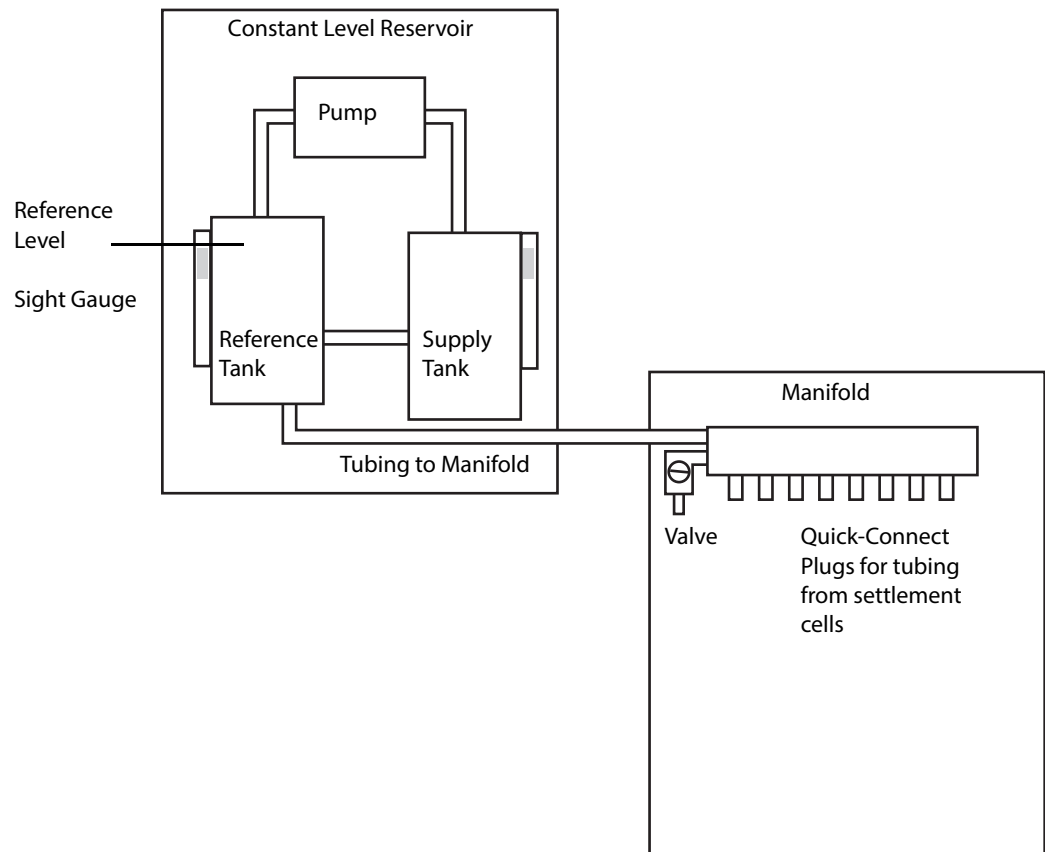 Constant Level Reservoir
Pump
Reference
Level
Sight Gauge
Reference
Tank
Supply
Tank
Tubing to Manifold
Manifold
Valve
Quick-Connect
Plugs for tubing
from settlement
cells